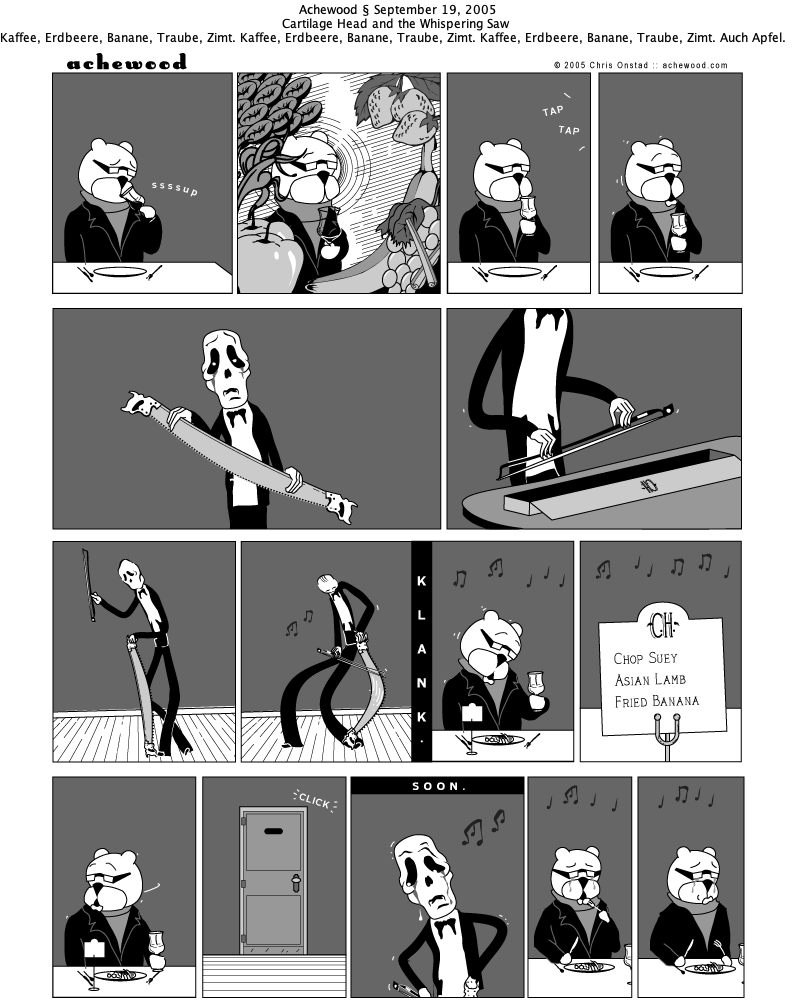 Achewood § September 19, 2005
Cartilage Head and the Whispering Saw
Kaffee, Erdbeere, Banane, Traube, Zimt. Kaffee, Erdbeere, Banane, Traube, Zimt. Kaffee, Erdbeere, Banane, Traube, Zimt. Auch Apfel.
achewood
© 2005 Chris Onstad :: achewood.com
ssssup
TAP
TAP
CH
KLANK.
CH
CHOP SUEY
ASIAN LAMB
FRIED BANANA
CLICK
SOON.